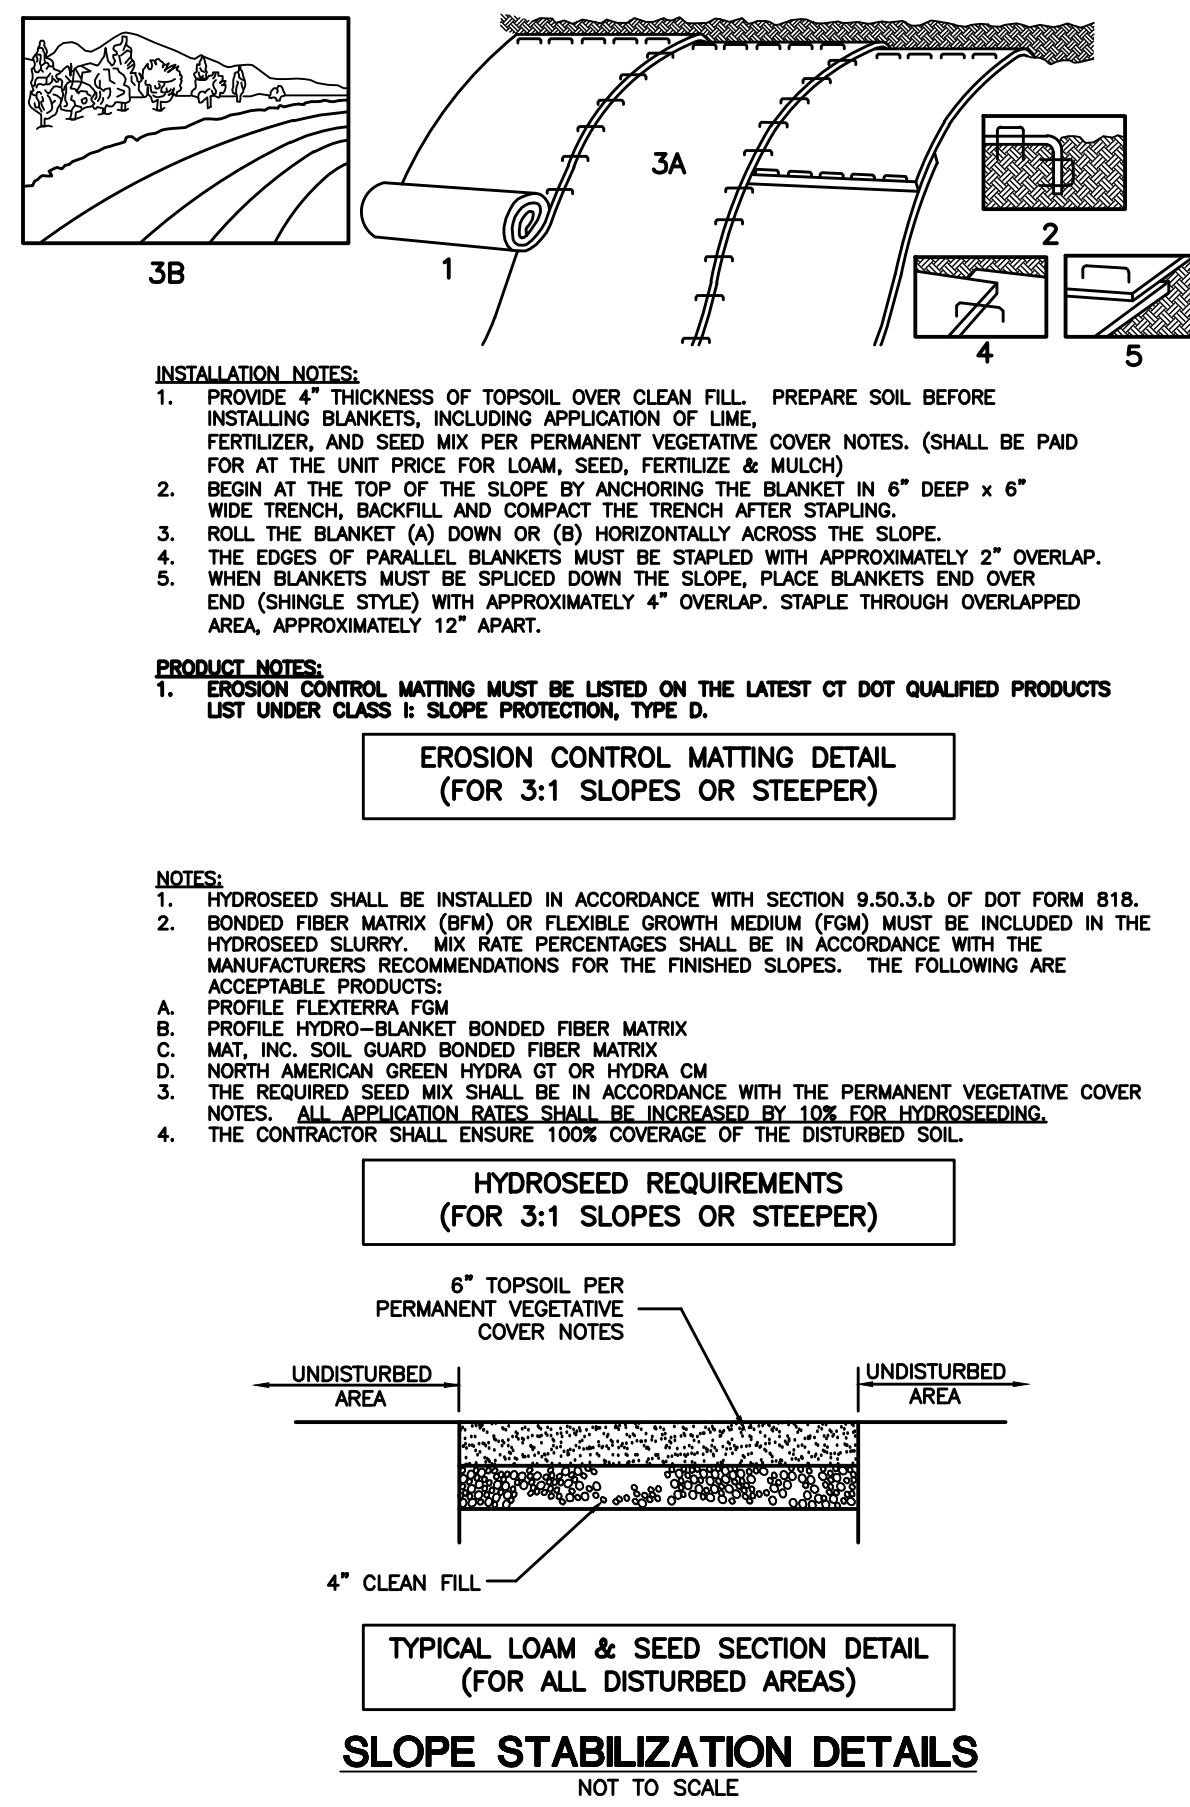 3A
2
3B
1
4
5
INSTALLATION NOTES:
1. PROVIDE 4" THICKNESS OF TOPSOIL OVER CLEAN FILL. PREPARE SOIL BEFORE
INSTALLING BLANKETS, INCLUDING APPLICATION OF LIME,
FERTILIZER, AND SEED MIX PER PERMANENT VEGETATIVE COVER NOTES. (SHALL BE PAID
FOR AT THE UNIT PRICE FOR LOAM, SEED, FERTILIZE & MULCH)
2. BEGIN AT THE TOP OF THE SLOPE BY ANCHORING THE BLANKET IN 6" DEEP x 6"
WIDE TRENCH, BACKFILL AND COMPACT THE TRENCH AFTER STAPLING.
3. ROLL THE BLANKET (A) DOWN OR (B) HORIZONTALLY ACROSS THE SLOPE.
4. THE EDGES OF PARALLEL BLANKETS MUST BE STAPLED WITH APPROXIMATELY 2" OVERLAP.
5. WHEN BLANKETS MUST BE SPLICED DOWN THE SLOPE, PLACE BLANKETS END OVER
END (SHINGLE STYLE) WITH APPROXIMATELY 4" OVERLAP. STAPLE THROUGH OVERLAPPED
AREA, APPROXIMATELY 12" APART.
PRODUCT NOTES:
1. EROSION CONTROL MATTING MUST BE LISTED ON THE LATEST CT DOT QUALIFIED PRODUCTS
LIST UNDER CLASS I: SLOPE PROTECTION, TYPE D.
EROSION CONTROL MATTING DETAIL
(FOR 3:1 SLOPES OR STEEPER)
NOTES:
1. HYDROSEED SHALL BE INSTALLED IN ACCORDANCE WITH SECTION 9.50.3.b OF DOT FORM 818.
2. BONDED FIBER MATRIX (BFM) OR FLEXIBLE GROWTH MEDIUM (FGM) MUST BE INCLUDED IN THE
HYDROSEED SLURRY. MIX RATE PERCENTAGES SHALL BE IN ACCORDANCE WITH THE
MANUFACTURERS RECOMMENDATIONS FOR THE FINISHED SLOPES. THE FOLLOWING ARE
ACCEPTABLE PRODUCTS:
A. PROFILE FLEXTERRA FGM
B. PROFILE HYDRO-BLANKET BONDED FIBER MATRIX
C. MAT, INC. SOIL GUARD BONDED FIBER MATRIX
D. NORTH AMERICAN GREEN HYDRA GT OR HYDRA CM
3. THE REQUIRED SEED MIX SHALL BE IN ACCORDANCE WITH THE PERMANENT VEGETATIVE COVER
NOTES. ALL APPLICATION RATES SHALL BE INCREASED BY 10% FOR HYDROSEEDING.
4. THE CONTRACTOR SHALL ENSURE 100% COVERAGE OF THE DISTURBED SOIL.
HYDROSEED REQUIREMENTS
(FOR 3:1 SLOPES OR STEEPER)
6" TOPSOIL PER
PERMANENT VEGETATIVE
COVER NOTES
UNDISTURBED
AREA
UNDISTURBED
AREA
4" CLEAN FILL
TYPICAL LOAM & SEED SECTION DETAIL
(FOR ALL DISTURBED AREAS)
SLOPE STABILIZATION DETAILS
NOT TO SCALE